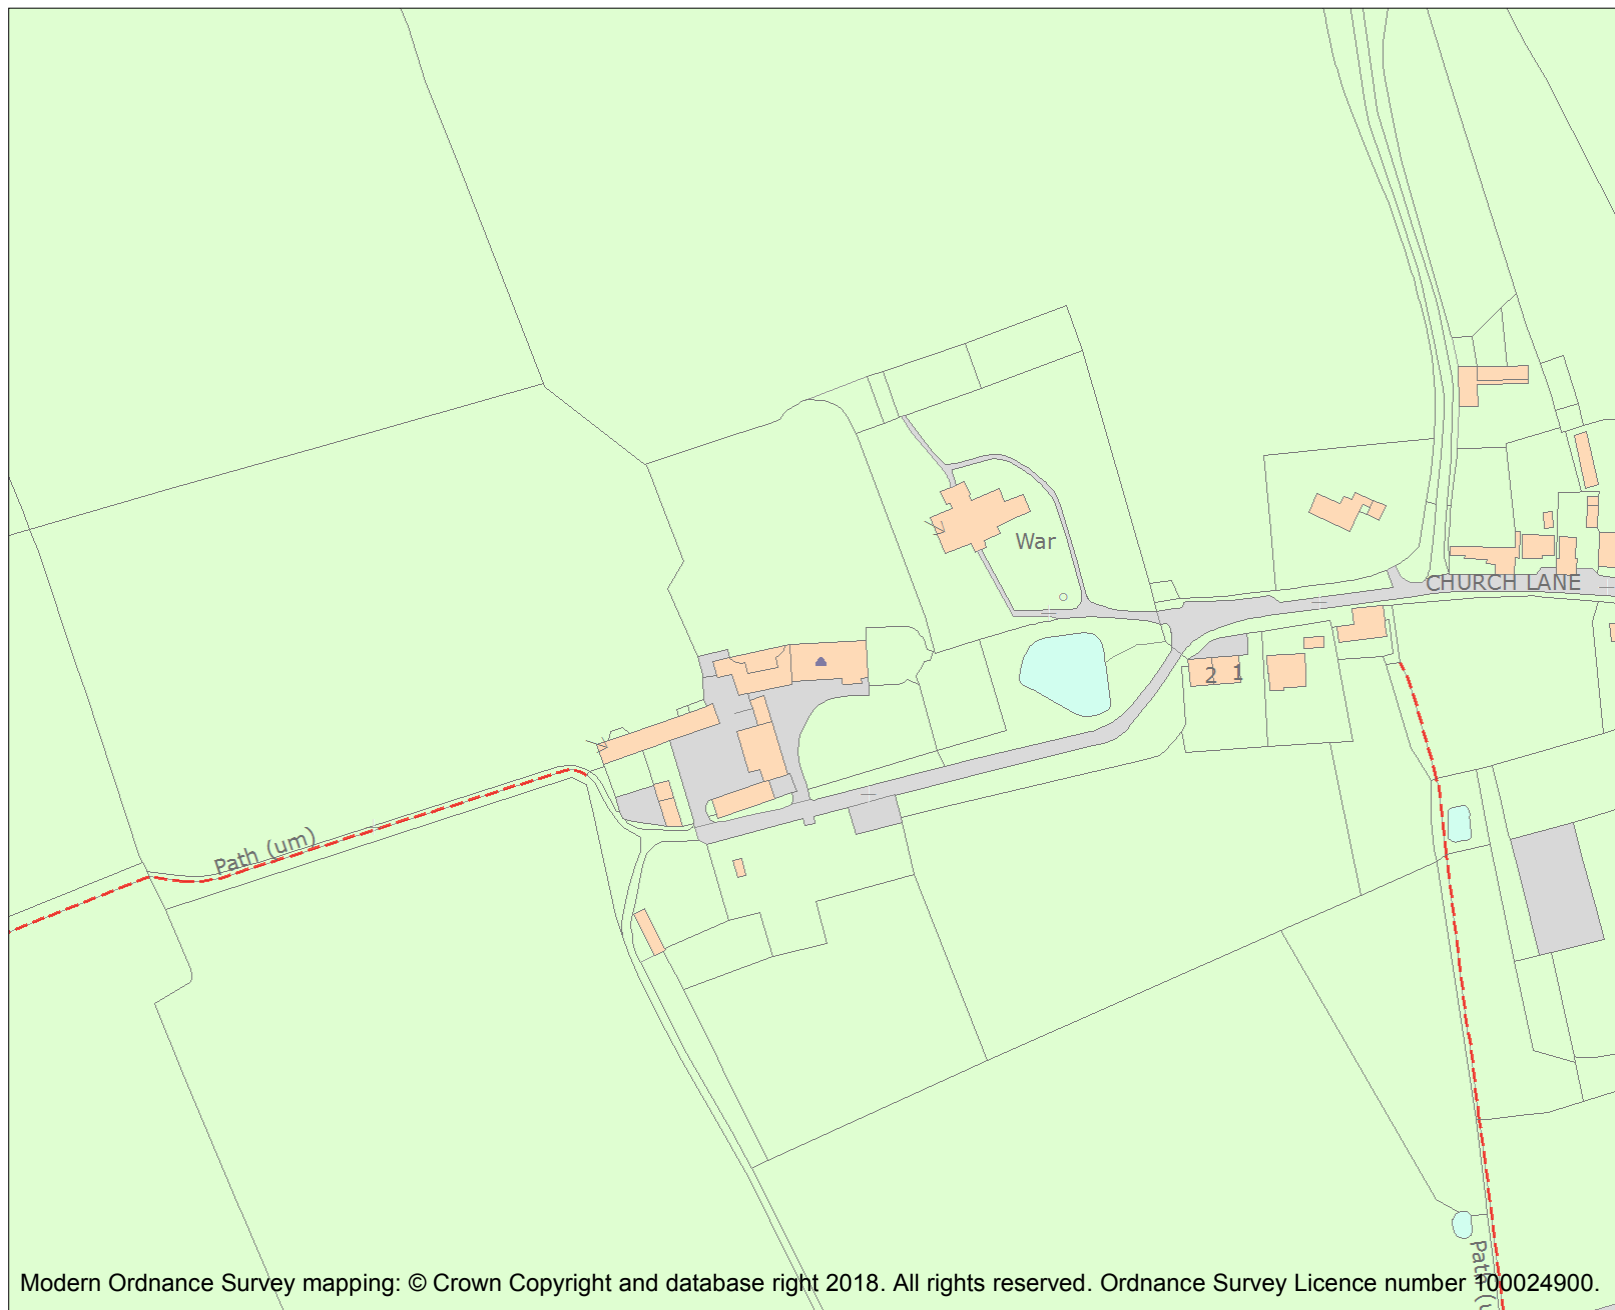 War
CHURCH LANE
2 1
Path (um)
Path (u
Modern Ordnance Survey mapping: © Crown Copyright and database right 2018. All rights reserved. Ordnance Survey Licence number 100024900.